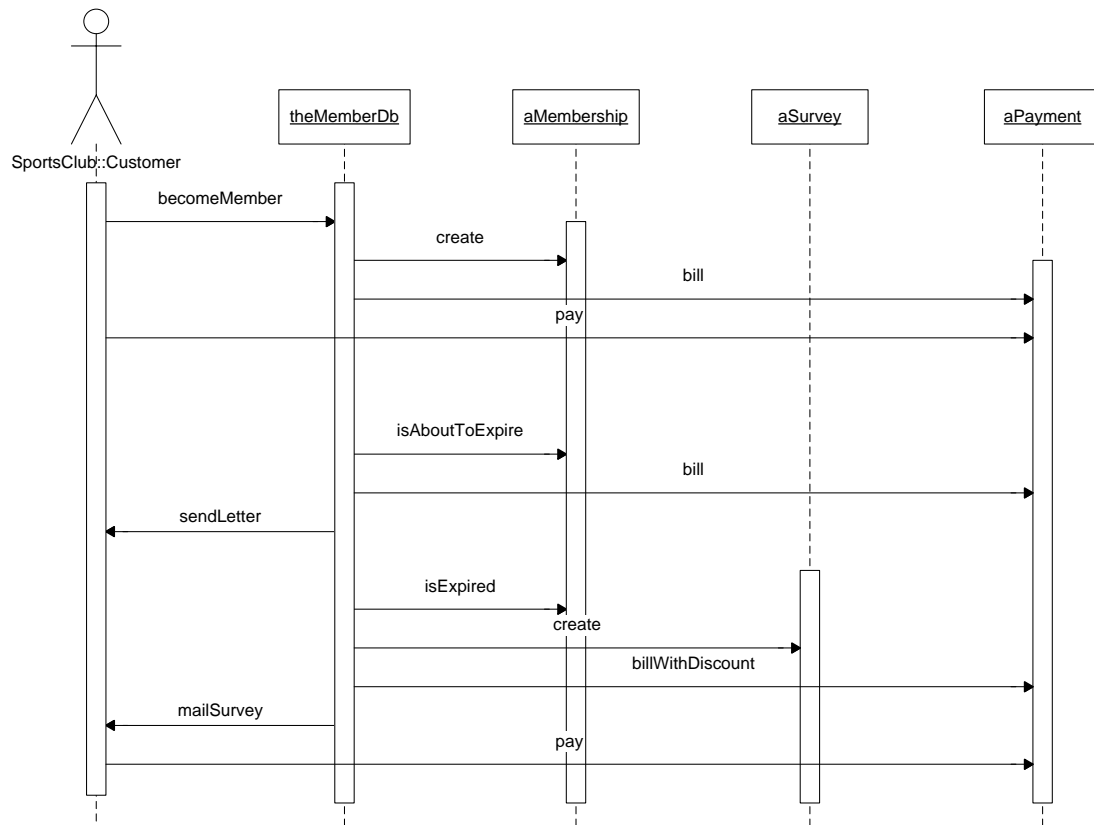 theMemberDb
aMembership
aSurvey
aPayment
SportsClub::Customer
becomeMember
create
bill
pay
isAboutToExpire
bill
sendLetter
isExpired
create
billWithDiscount
mailSurvey
pay